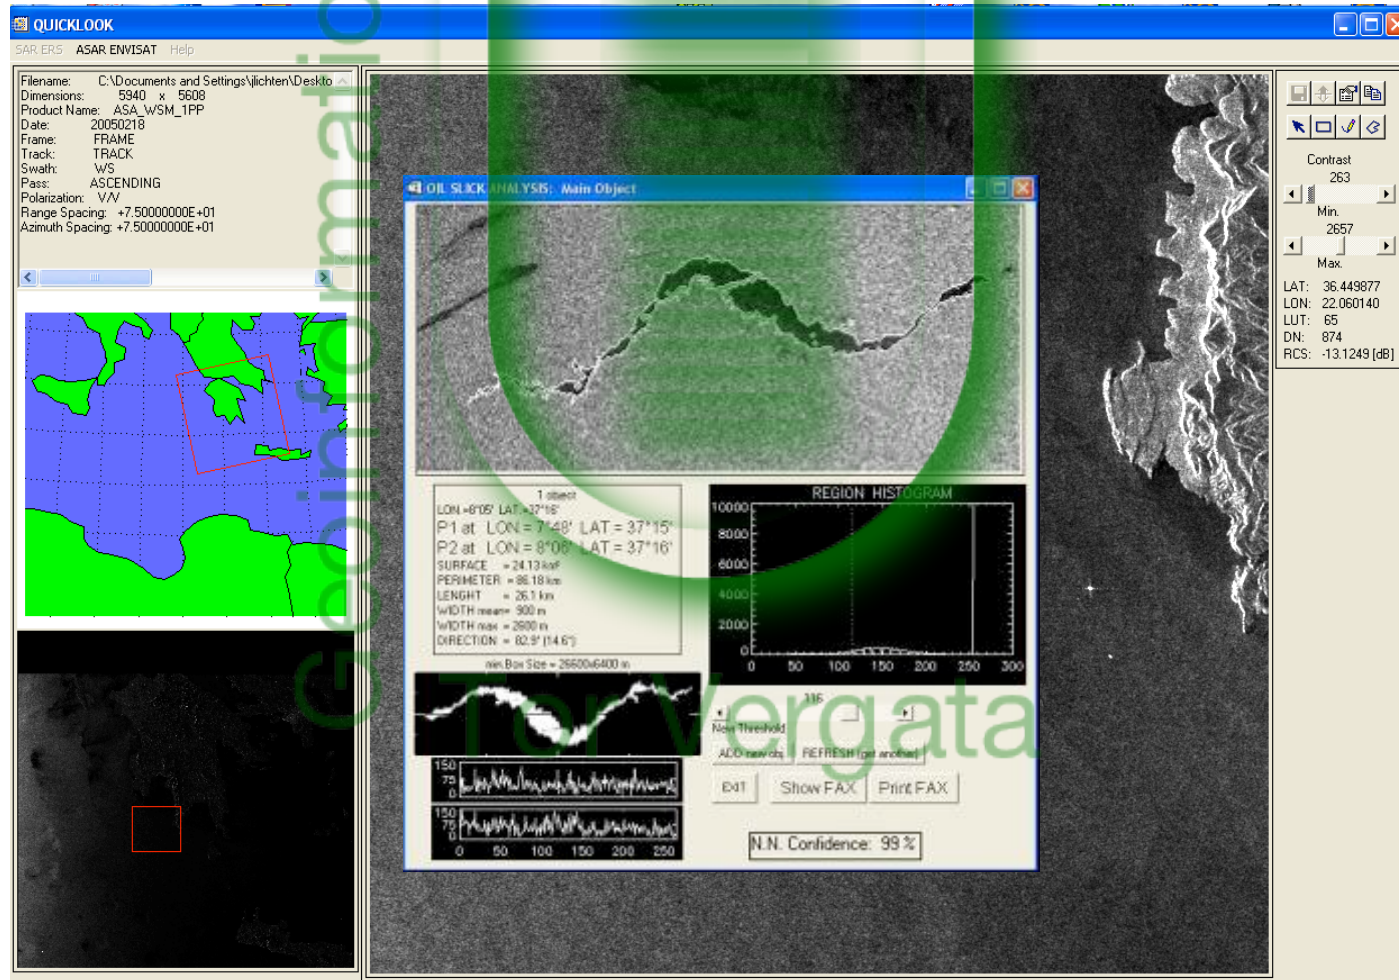 QUICKLOOK
SAR ERS ASAR ENVISAT Help
Filename: C:\Documents and Settings\jlichten\Deskto
Dimensions: 5940 x 5608
Product Name: ASA_WSM_1PP
Date: 20050218
Frame: FRAME
Track: TRACK
Swath: WS
Pass: ASCENDING
Polarization: V/V
Range Spacing: +7.50000000E+01
Azimuth Spacing: +7.50000000E+01
Contrast
263
Min.
2657
Max.
LAT: 36.449877
LON: 22.060140
LUT: 65
DN: 874
RCS: -13.1249 [dB]
OIL SLICK ANALYSIS: Main Object
1 object
LON =8°05' LAT =37°16'
P1 at LON = 7°48' LAT = 37°15'
P2 at LON = 8°06' LAT = 37°16'
SURFACE = 24.13 km²
PERIMETER = 86.18 km
LENGHT = 26.1 km
WIDTH mean= 900 m
WIDTH max = 2600 m
DIRECTION = 82.9° (14.6°)
min.Box Size = 26600x6400 m
REGION HISTOGRAM
10000
8000
6000
4000
2000
0
0 50 100 150 200 250 300
116
New Threshold
ADD new obj. REFRESH (get another)
EXIT Show FAX Print FAX
N.N. Confidence: 99 %
150
75
0
150
75
0
0 50 100 150 200 250
Geoinformatic
Tor Vergata